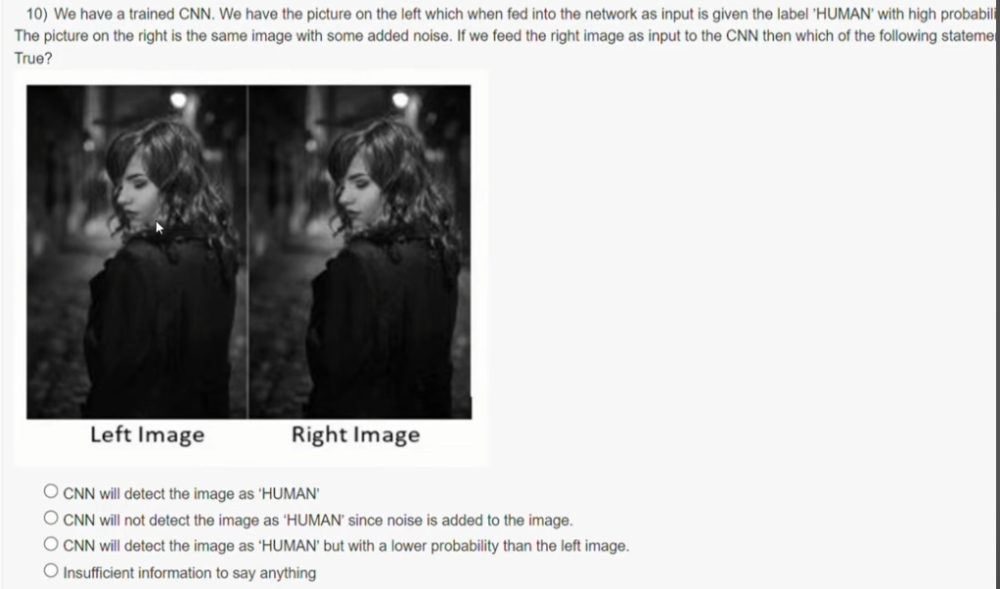 10) We have a trained CNN. We have the picture on the left which when fed into the network as input is given the label 'HUMAN' with high
The picture on the right is the same image with some added noise. If we feed the right image as input to the CNN then which of the following
True?
Left Image
Right Image
CNN will detect the image as 'HUMAN'
CNN will not detect the image as 'HUMAN' since noise is added to the image.
CNN will detect the image as 'HUMAN' but with a lower probability than the left image.
Insufficient information to say anything